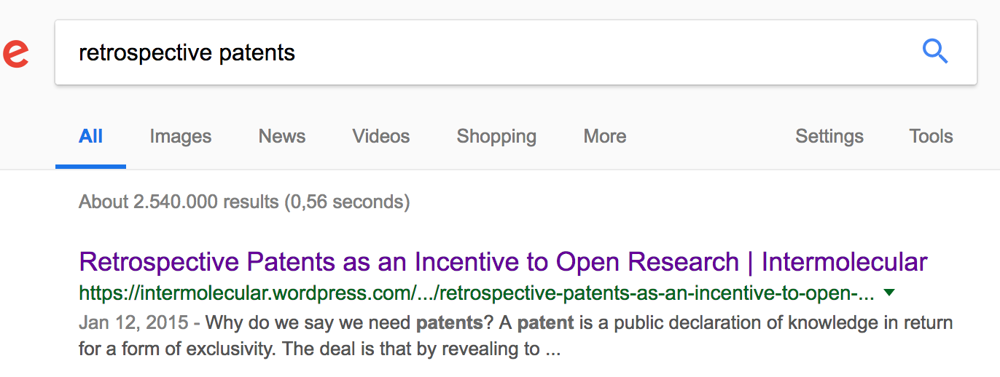 e
retrospective patents
All Images News Videos Shopping More Settings Tools
About 2.540.000 results (0,56 seconds)
Retrospective Patents as an Incentive to Open Research | Intermolecular
https://intermolecular.wordpress.com/.../retrospective-patents-as-an-incentive-to-open-...
Jan 12, 2015 - Why do we say we need patents? A patent is a public declaration of knowledge in return
for a form of exclusivity. The deal is that by revealing to ...